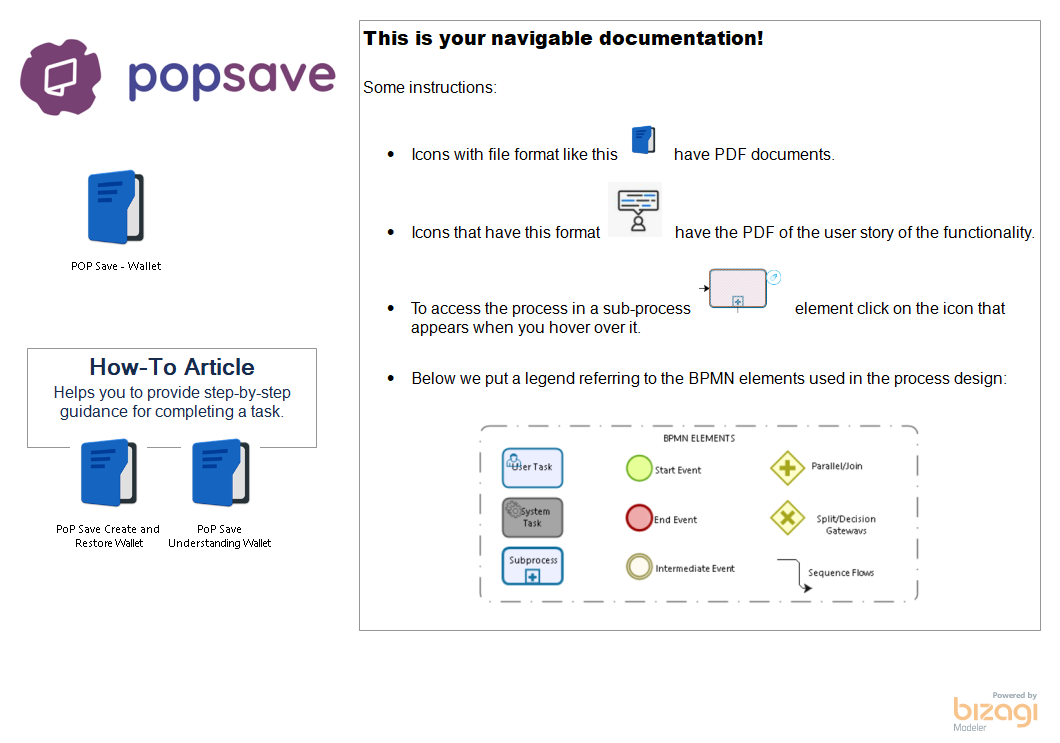 popsave
POP Save - Wallet
How-To Article
Helps you to provide step-by-step
guidance for completing a task.
PoP Save Create and
Restore Wallet
PoP Save
Understanding Wallet
This is your navigable documentation!
Some instructions:
• Icons with file format like this have PDF documents.
• Icons that have this format have the PDF of the user story of the functionality.
• To access the process in a sub-process element click on the icon that
appears when you hover over it.
• Below we put a legend referring to the BPMN elements used in the process design:
BPMN ELEMENTS
User Task
Start Event
Parallel/Join
System
Task
End Event
Split/Decision
Gateways
Subprocess
Intermediate Event
Sequence Flows
Powered by
bizagi
Modeler